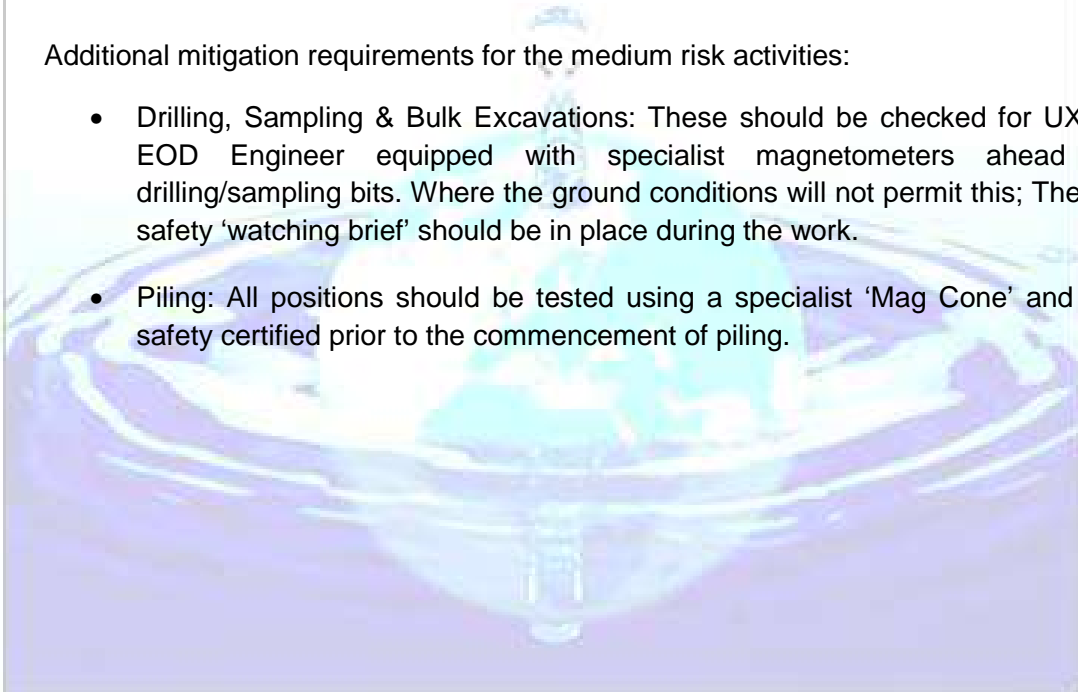 Additional mitigation requirements for the medium risk activities:
• Drilling, Sampling & Bulk Excavations: These should be checked for UX
EOD Engineer equipped with specialist magnetometers ahead
drilling/sampling bits. Where the ground conditions will not permit this; The
safety ‘watching brief’ should be in place during the work.
• Piling: All positions should be tested using a specialist ‘Mag Cone’ and
safety certified prior to the commencement of piling.